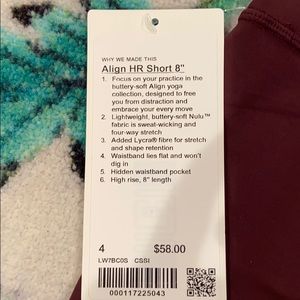 WHY WE MADE THIS
Align HR Short 8"
1. Focus on your practice in the
buttery-soft Align yoga
collection, designed to free
you from distraction and
embrace your every move
2. Lightweight, buttery-soft Nulu™
fabric is sweat-wicking and
four-way stretch
3. Added Lycra® fibre for stretch
and shape retention
4. Waistband lies flat and won't
dig in
5. Hidden waistband pocket
6. High rise, 8" length
4 $58.00
LW7BC0S CSSI
000117225043